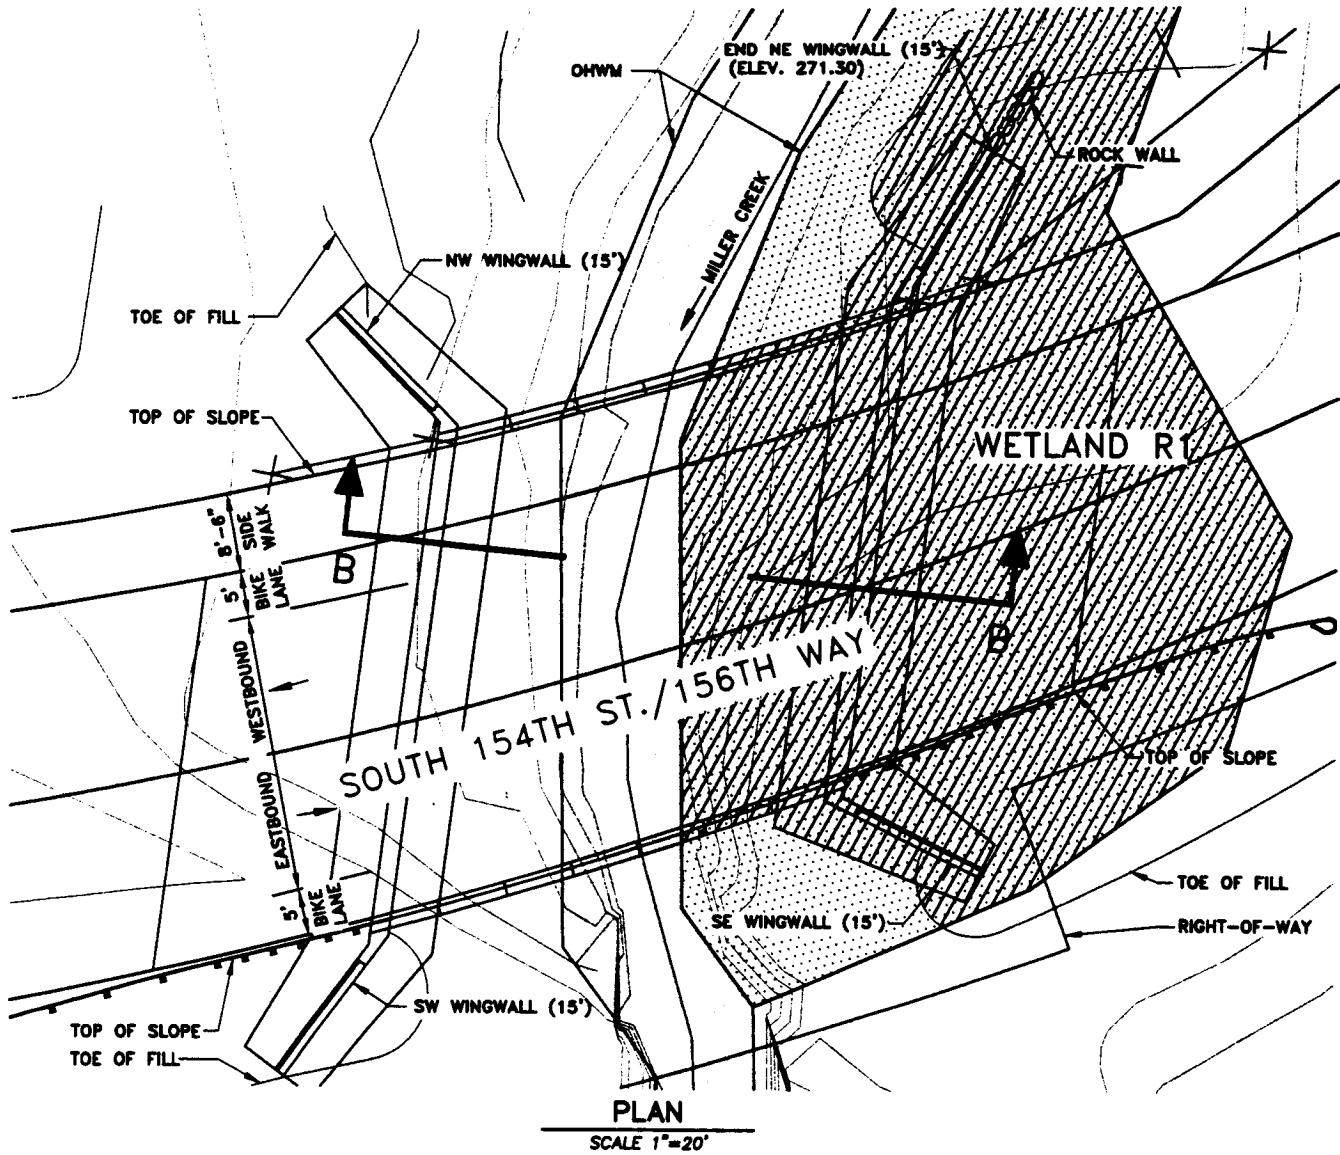 END NE WINGWALL (15')
(ELEV. 271.30)
OHWM
ROCK WALL
MILLER CREEK
NW WINGWALL (15')
TOE OF FILL
TOP OF SLOPE
WETLAND R1
8'-6"
SIDE
WALK
B
5'
BIKE
LANE
B
WESTBOUND
SOUTH 154TH ST./156TH WAY
EASTBOUND
TOP OF SLOPE
5'
BIKE
LANE
TOE OF FILL
SE WINGWALL (15')
RIGHT-OF-WAY
SW WINGWALL (15')
TOP OF SLOPE
TOE OF FILL
PLAN
SCALE 1"=20'